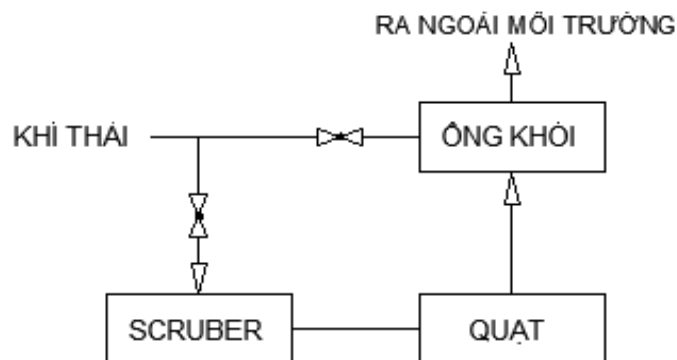 RA NGOÀI MÔI TRƯỜNG
KHÍ THẢI
ỐNG KHÓI
SCRUBER
QUẠT